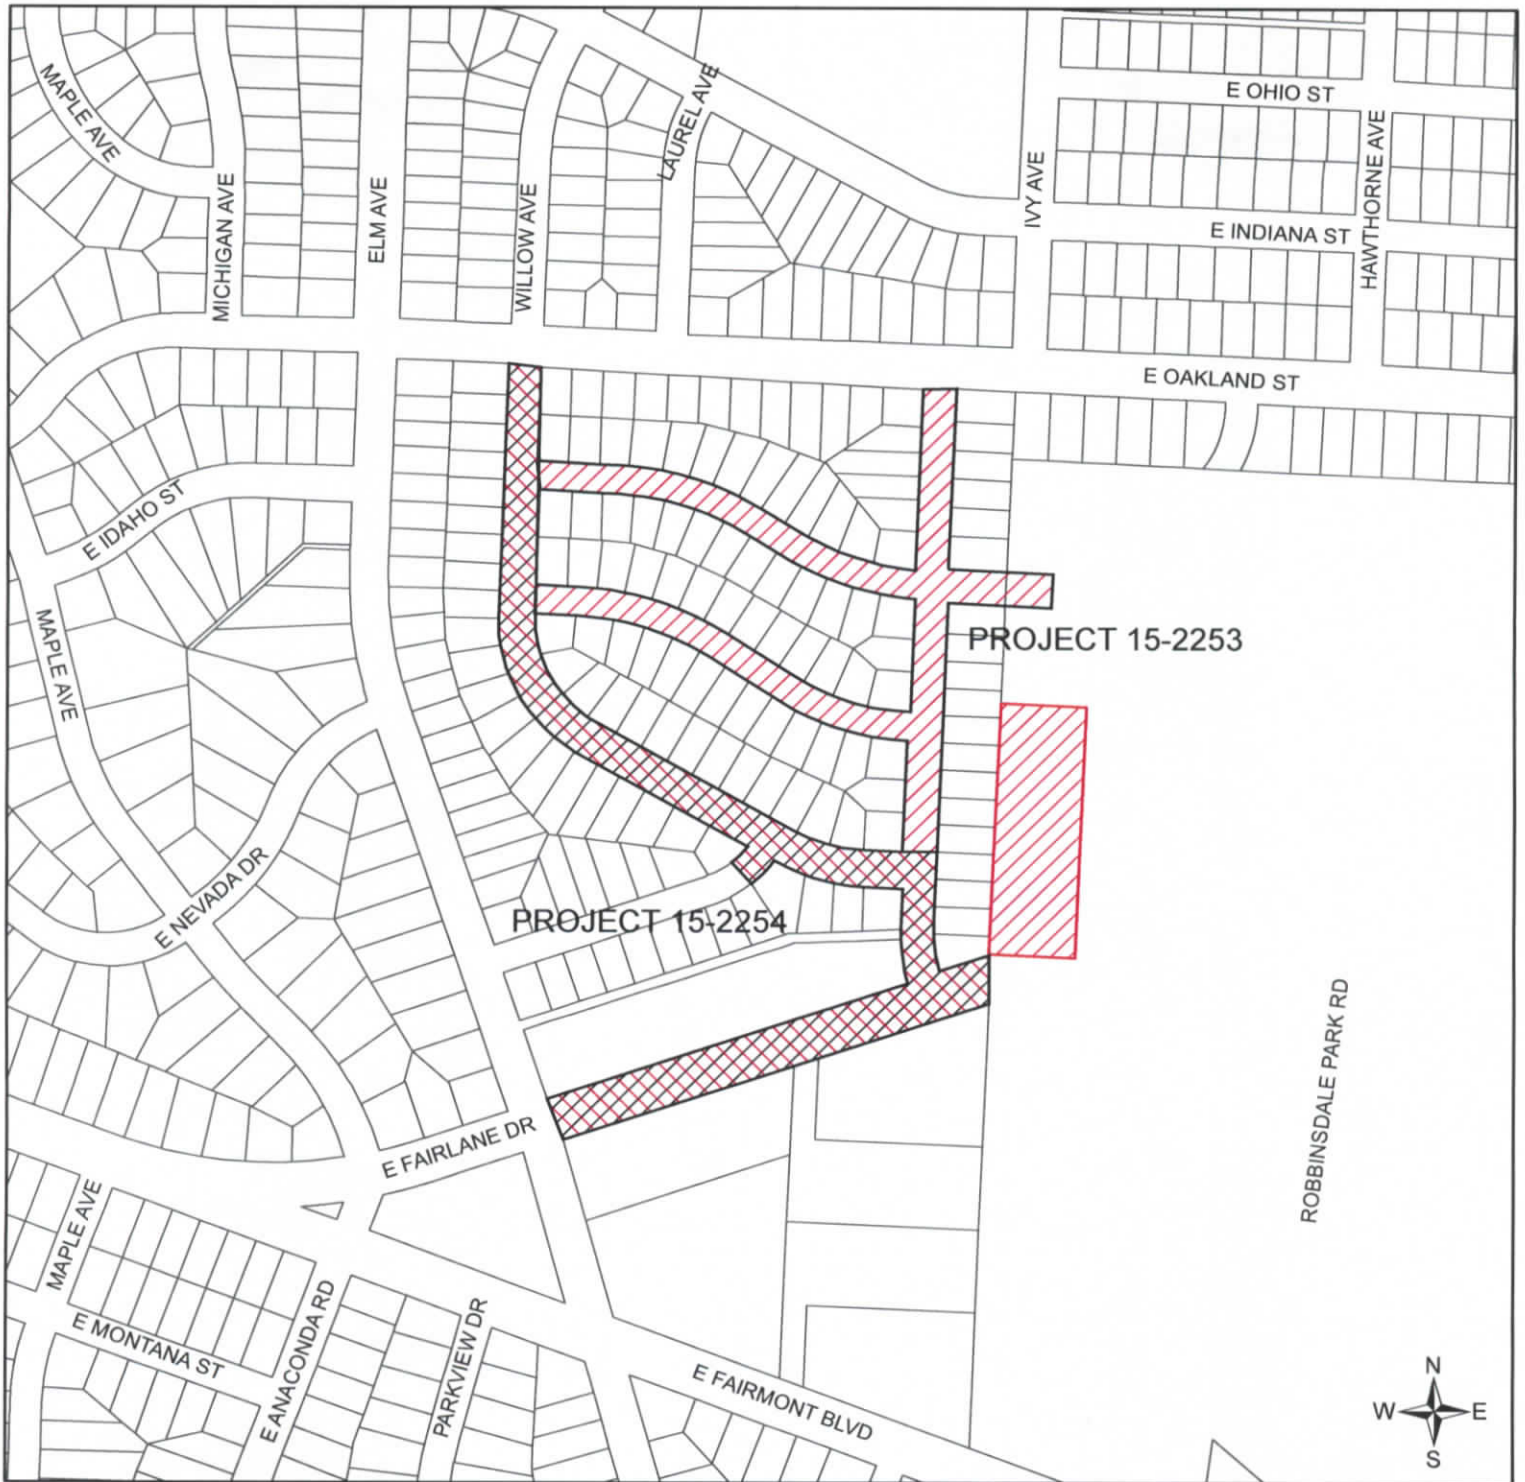 MAPLE AVE
MICHIGAN AVE
ELM AVE
WILLOW AVE
LAUREL AVE
IVY AVE
E OHIO ST
HAWTHORNE AVE
E INDIANA ST
E OAKLAND ST
E IDAHO ST
MAPLE AVE
PROJECT 15-2253
E NEVADA DR
PROJECT 15-2254
ROBBINSDALE PARK RD
E FAIRLANE DR
MAPLE AVE
E MONTANA ST
E ANACONDA RD
PARKVIEW DR
E FAIRMONT BLVD
N
W E
S